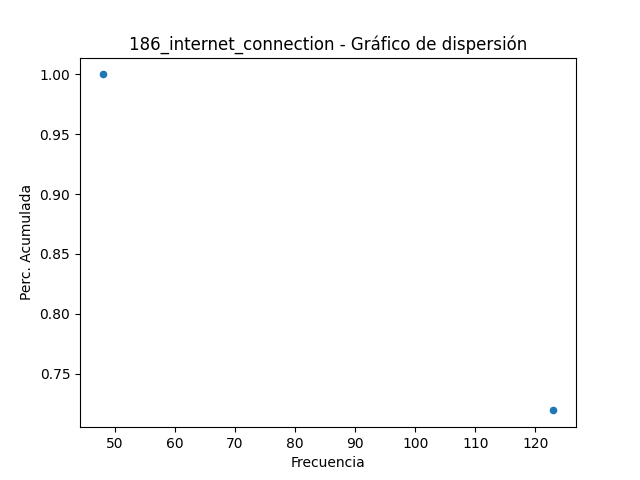 186_internet_connection - Gráfico de dispersión
1.00
0.95
0.90
0.85
0.80
0.75
Perc. Acumulada
50 60 70 80 90 100 110 120
Frecuencia